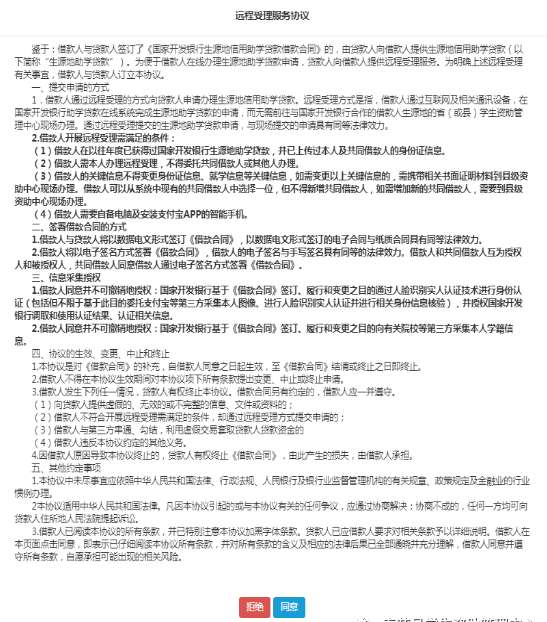 远程受理服务协议
鉴于：借款人与贷款人签订了《国家开发银行生源地信用助学贷款借款合同》的，由贷款人向借款人提供生源地信用助学贷款（以
下简称“生源地助学贷款”）。为便于借款人在线办理生源地助学贷款申请，贷款人向借款人提供远程受理服务。为明确上述远程受理
有关事宜，借款人与贷款人订立本协议。
一、提交申请的方式
1．借款人通过远程受理的方式向贷款人申请办理生源地信用助学贷款。远程受理方式是指，借款人通过互联网及相关通讯设备，在
国家开发银行助学贷款在线系统完成生源地助学贷款的申请，而无需前往与国家开发银行合作的借款人生源地的省（或县）学生资助管
理中心现场办理。通过远程受理提交的生源地助学贷款申请，与现场提交的申请具有同等法律效力。
2.借款人开展远程受理需满足的条件：
（1）借款人在以往年度已获得过国家开发银行生源地助学贷款，并已上传过本人及共同借款人的身份证信息。
（2）借款人需本人办理远程受理，不得委托共同借款人或其他人办理。
（3）借款人的关键信息不得变更身份证信息、就学信息等关键信息，如需变更以上关键信息的，需携带相关书面证明材料到县级资
助中心现场办理。借款人可以从系统中现有的共同借款人中选择一位，但不得新增共同借款人，如需增加新的共同借款人，需要到县级
资助中心现场办理。
（4）借款人需要自备电脑及安装支付宝APP的智能手机。
二、签署借款合同的方式
1.借款人与贷款人将以数据电文形式签订《借款合同》，以数据电文形式签订的电子合同与纸质合同具有同等法律效力。
2.借款人将以电子签名方式签署《借款合同》，借款人的电子签名与手写签名具有同等的法律效力。借款人和共同借款人互为授权
人和被授权人，共同借款人同意借款人通过电子签名方式签署《借款合同》。
三、信息采集授权
1.借款人同意并不可撤销地授权：国家开发银行基于《借款合同》签订、履行和变更之目的通过人脸识别实人认证技术进行身份认
证（包括但不限于基于此目的委托支付宝等第三方采集本人图像、进行人脸识别实人认证并进行相关身份信息核验），并授权国家开发
银行调取和使用认证结果、认证相关信息。
2.借款人同意并不可撤销地授权：国家开发银行基于《借款合同》签订、履行和变更之目的向有关院校等第三方采集本人学籍信
息。
四、协议的生效、变更、中止和终止
1.本协议是对《借款合同》的补充，自借款人同意之日起生效，至《借款合同》结清或终止之日即终止。
2.借款人不得在本协议生效期间对本协议项下所有条款提出变更、中止或终止申请。
3.借款人发生下列任一情况，贷款人有权终止本协议。借款合同另有约定的，借款人应一并遵守。
（1）向贷款人提供虚假的、无效的或不完整的信息、文件或资料的；
（2）借款人不符合开展远程受理需满足的条件，却通过远程受理方式提交申请的；
（3）借款人与第三方串通、勾结，利用虚假交易套取贷款人贷款资金的
（4）借款人违反本协议约定的其他义务。
4.因借款人原因导致本协议终止的，贷款人有权终止《借款合同》，由此产生的损失，由借款人承担。
五、其他约定事项
1.本协议中未尽事宜应依照中华人民共和国法律、行政法规、人民银行及银行业监督管理机构的有关规章、政策规定及金融业的行业
惯例办理。
2本协议适用中华人民共和国法律。凡因本协议引起的或与本协议有关的任何争议，应通过协商解决；协商不成的，任何一方均可向
贷款人住所地人民法院提起诉讼。
3.借款人已阅读本协议的所有条款，并已特别注意本协议加黑字体条款。贷款人已应借款人要求对相关条款予以详细说明。借款人在
本页面点击同意，即表示已仔细阅读本协议所有条款，并对所有条款的含义及相应的法律后果已全部通晓并充分理解，借款人同意并遵
守所有条款，自愿承担可能出现的相关风险。
拒绝
同意